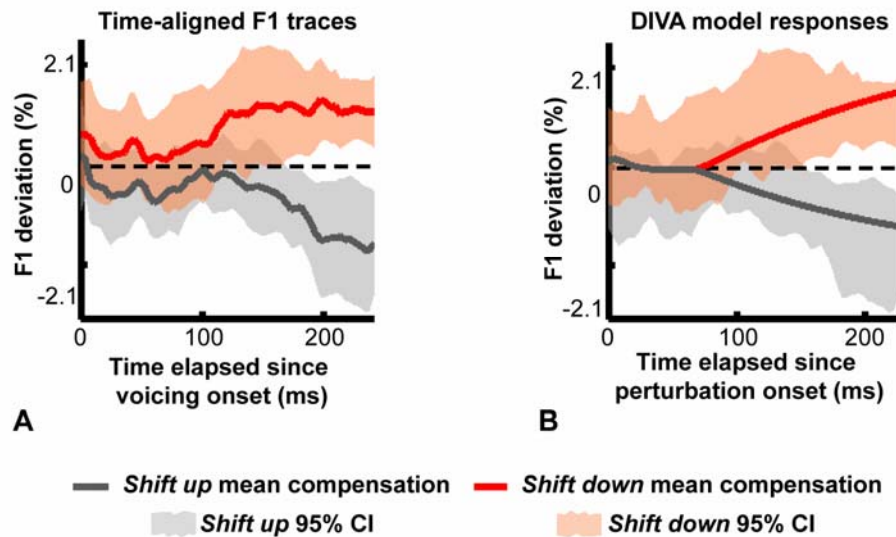 Time-aligned F1 traces
F1 deviation (%)
2.1
0
-2.1
0 100 200
Time elapsed since
voicing onset (ms)
A
DIVA model responses
F1 deviation (%)
2.1
0
-2.1
0 100 200
Time elapsed since
perturbation onset (ms)
B
Shift up mean compensation
Shift down mean compensation
Shift up 95% CI
Shift down 95% CI